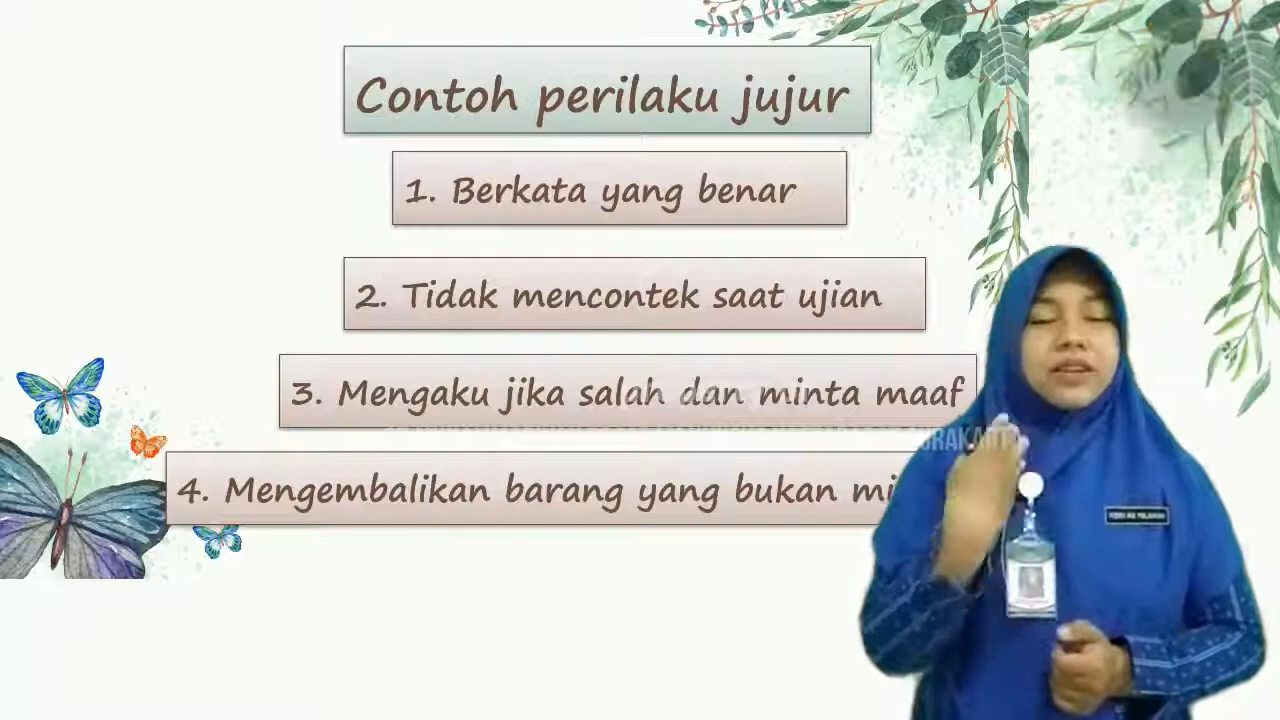 Contoh perilaku jujur
1. Berkata yang benar
2. Tidak mencontek saat ujian
3. Mengaku jika salah dan minta maaf
4. Mengembalikan barang yang bukan